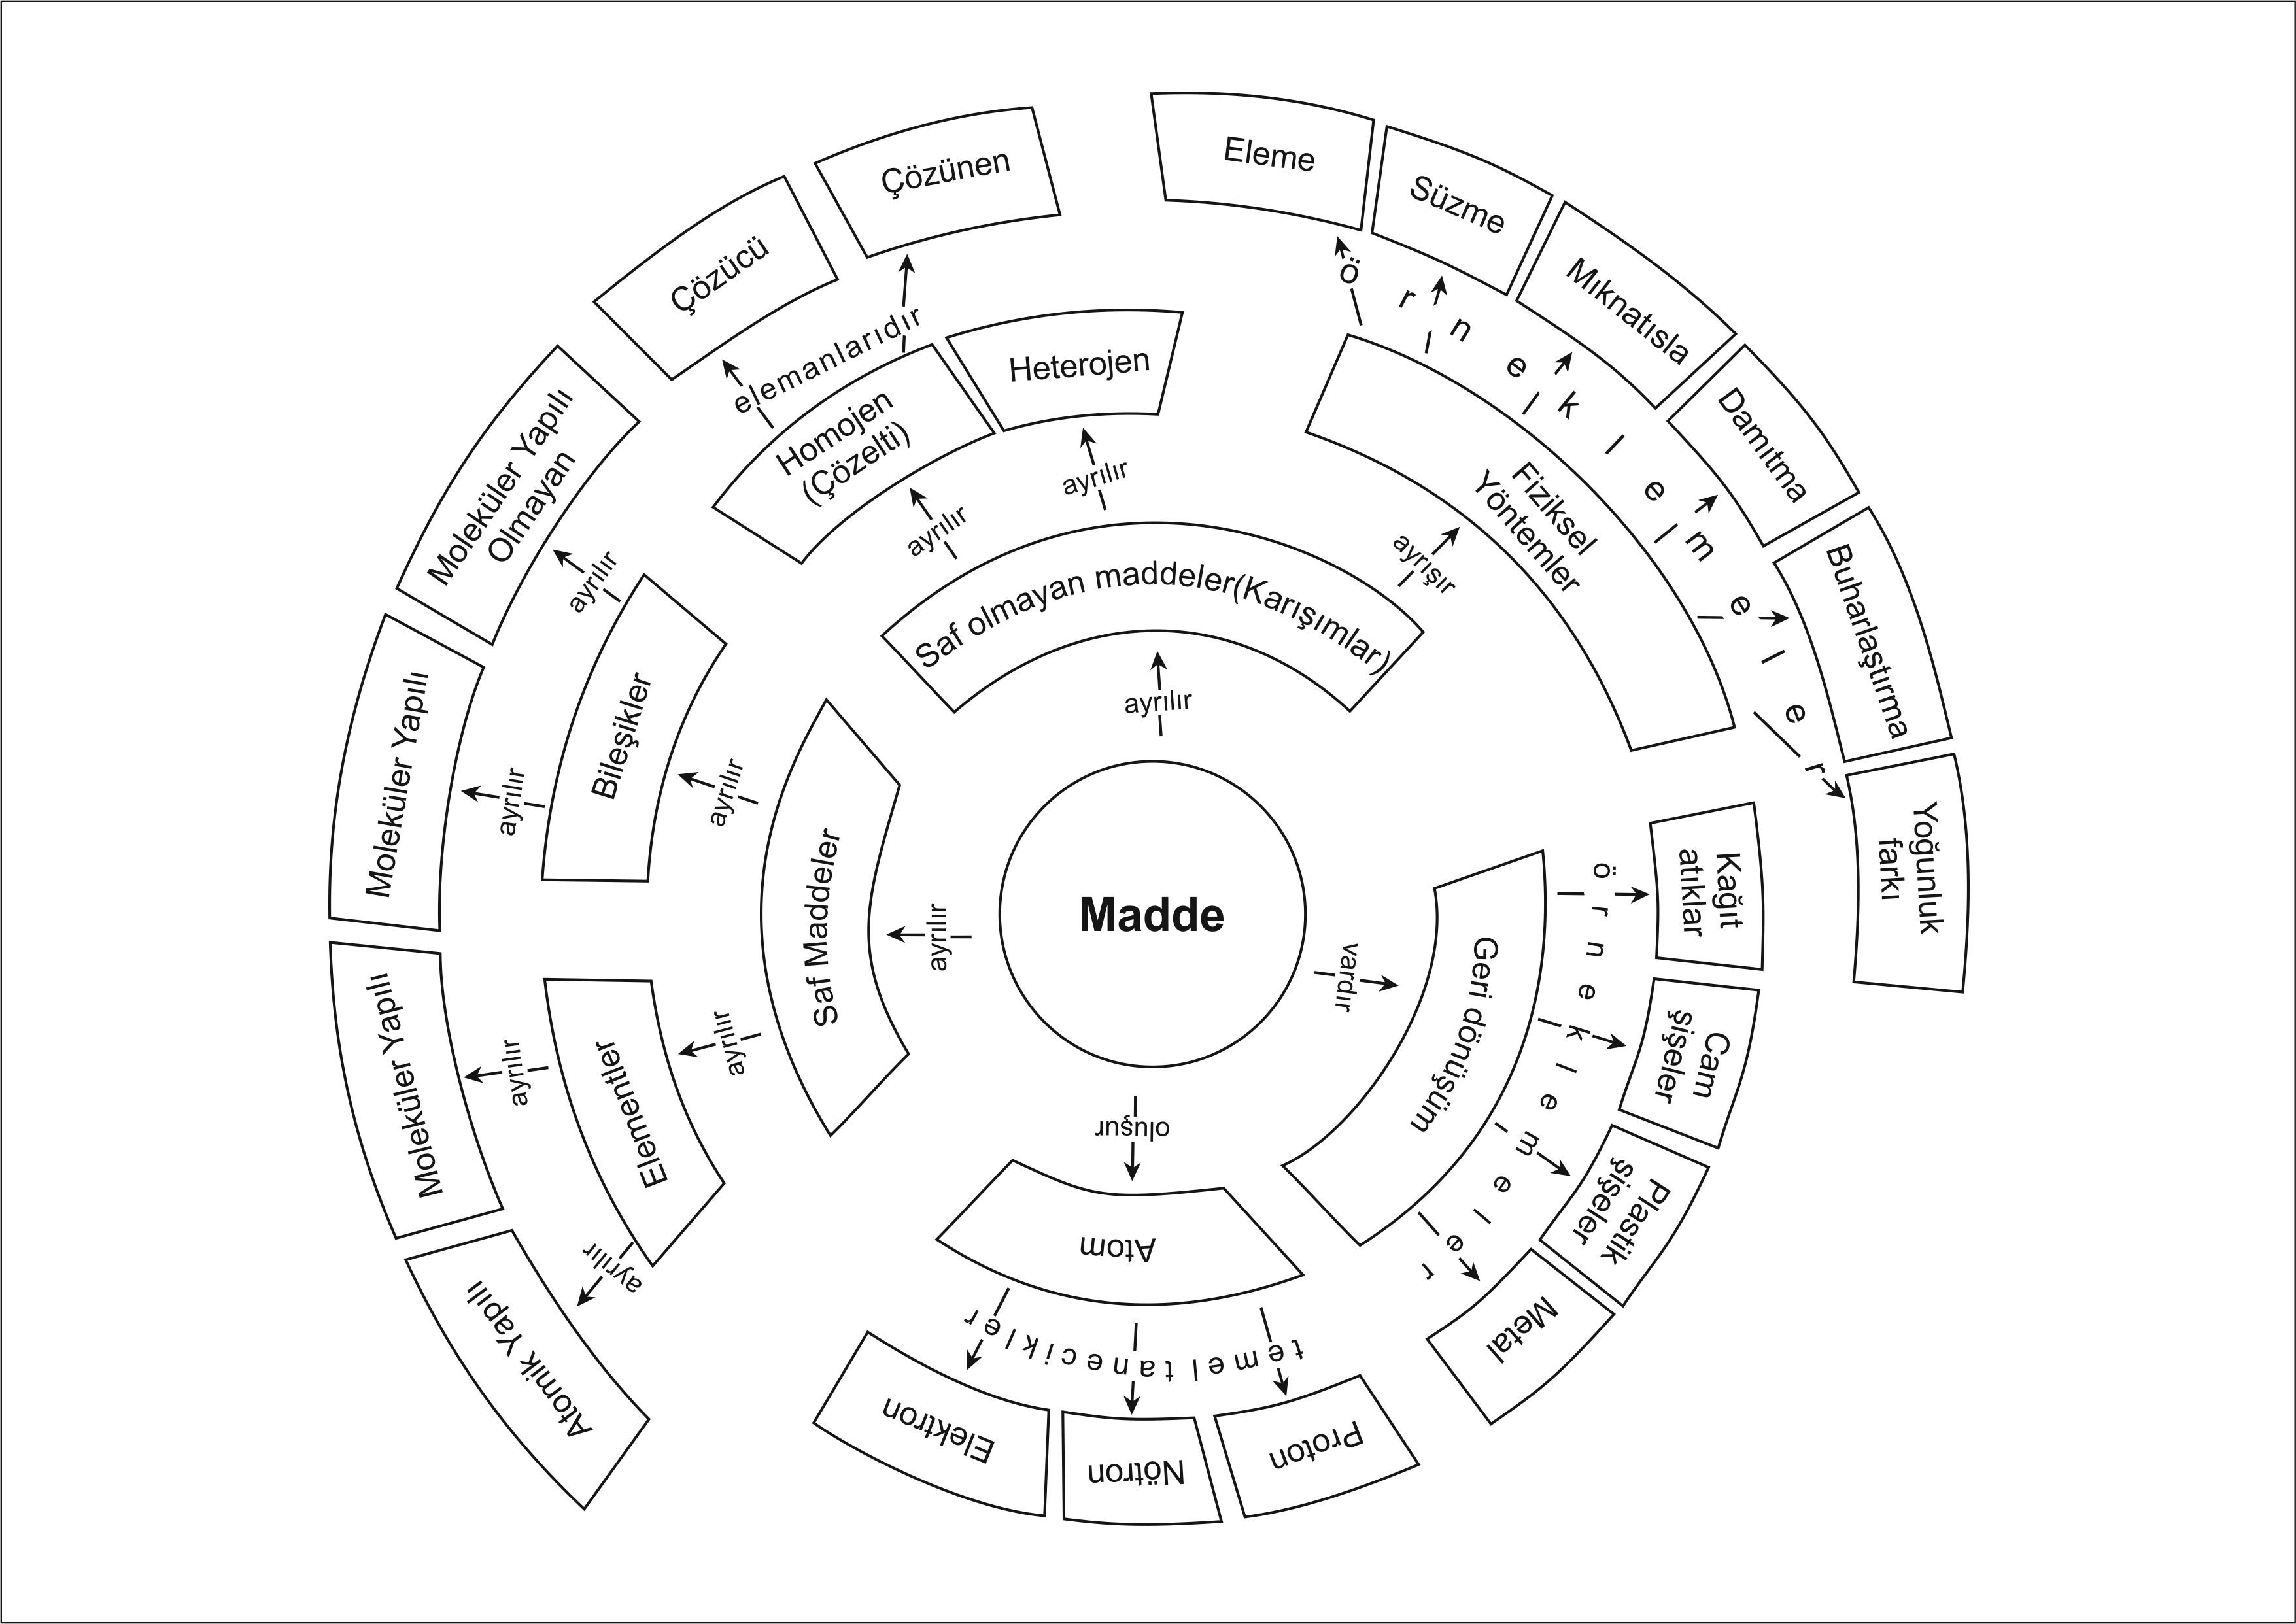 Madde
ayrılır
Saf olmayan maddeler(Karışımlar)
ayrılır
Homojen
(Çözelti)
elemanlarıdır
Çözücü
Çözünen
ayrılır
Heterojen
ayrışır
Fiziksel
Yöntemler
örneklemeler
Eleme
Süzme
Mıknatısla
Damıtma
Buharlaştırma
Yoğunluk
farkı
vardır
Geri dönüşüm
örneklemeler
Kağıt
atıklar
Cam
şişeler
Plastik
şişeler
Metal
oluşur
Atom
temel tanecikler
Proton
Nötron
Elektron
ayrılır
Saf Maddeler
ayrılır
Bileşikler
ayrılır
Moleküler Yapılı
Olmayan
ayrılır
Moleküler Yapılı
ayrılır
Elementler
ayrılır
Moleküler Yapılı
ayrılır
Atomik Yapılı